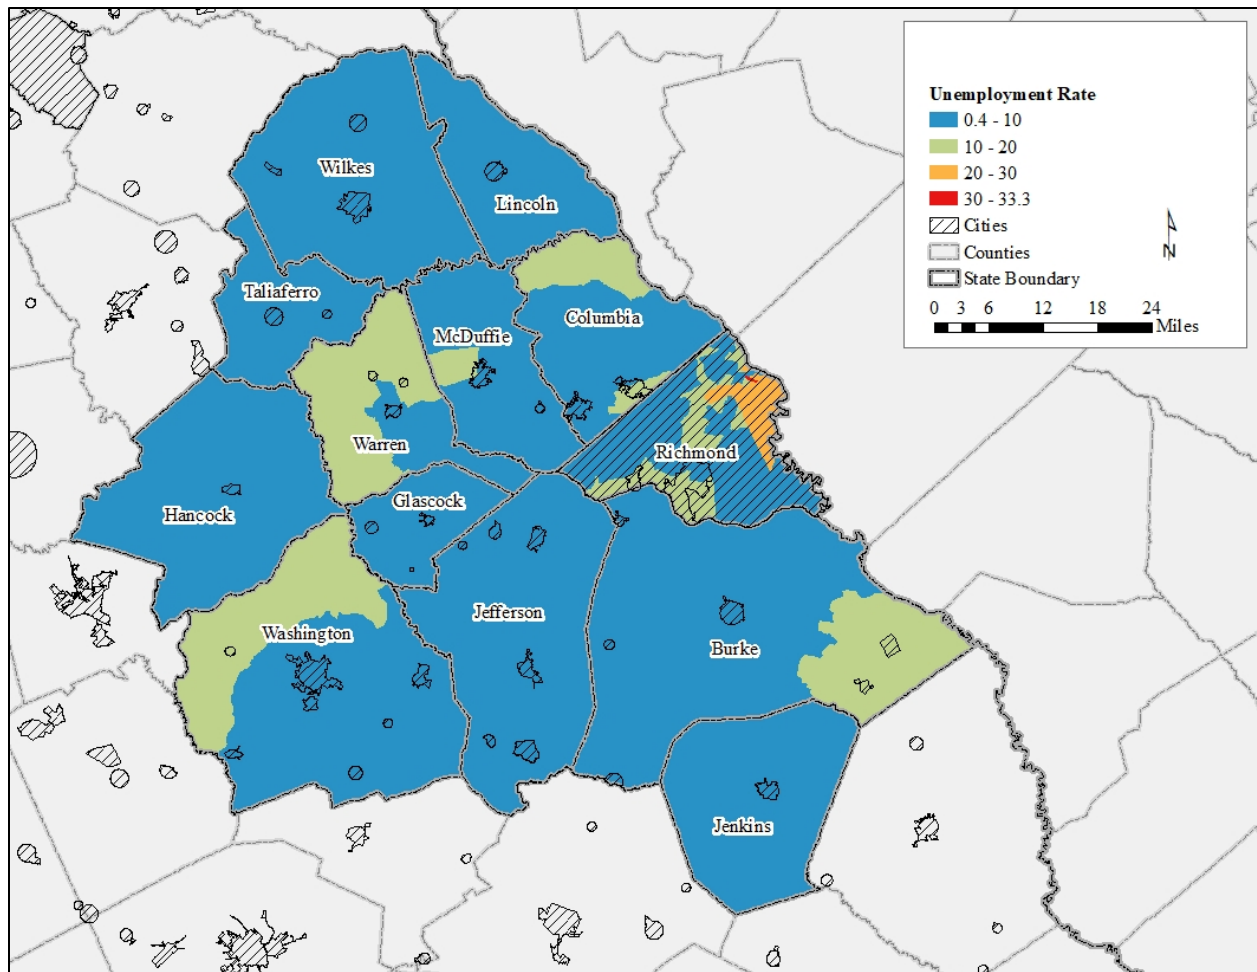 Unemployment Rate
0.4 - 10
10 - 20
20 - 30
30 - 33.3
Cities
Counties
State Boundary
N
0 3 6 12 18 24
Miles
Wilkes
Lincoln
Taliaferro
Columbia
McDuffie
Warren
Richmond
Glascock
Hancock
Jefferson
Washington
Burke
Jenkins